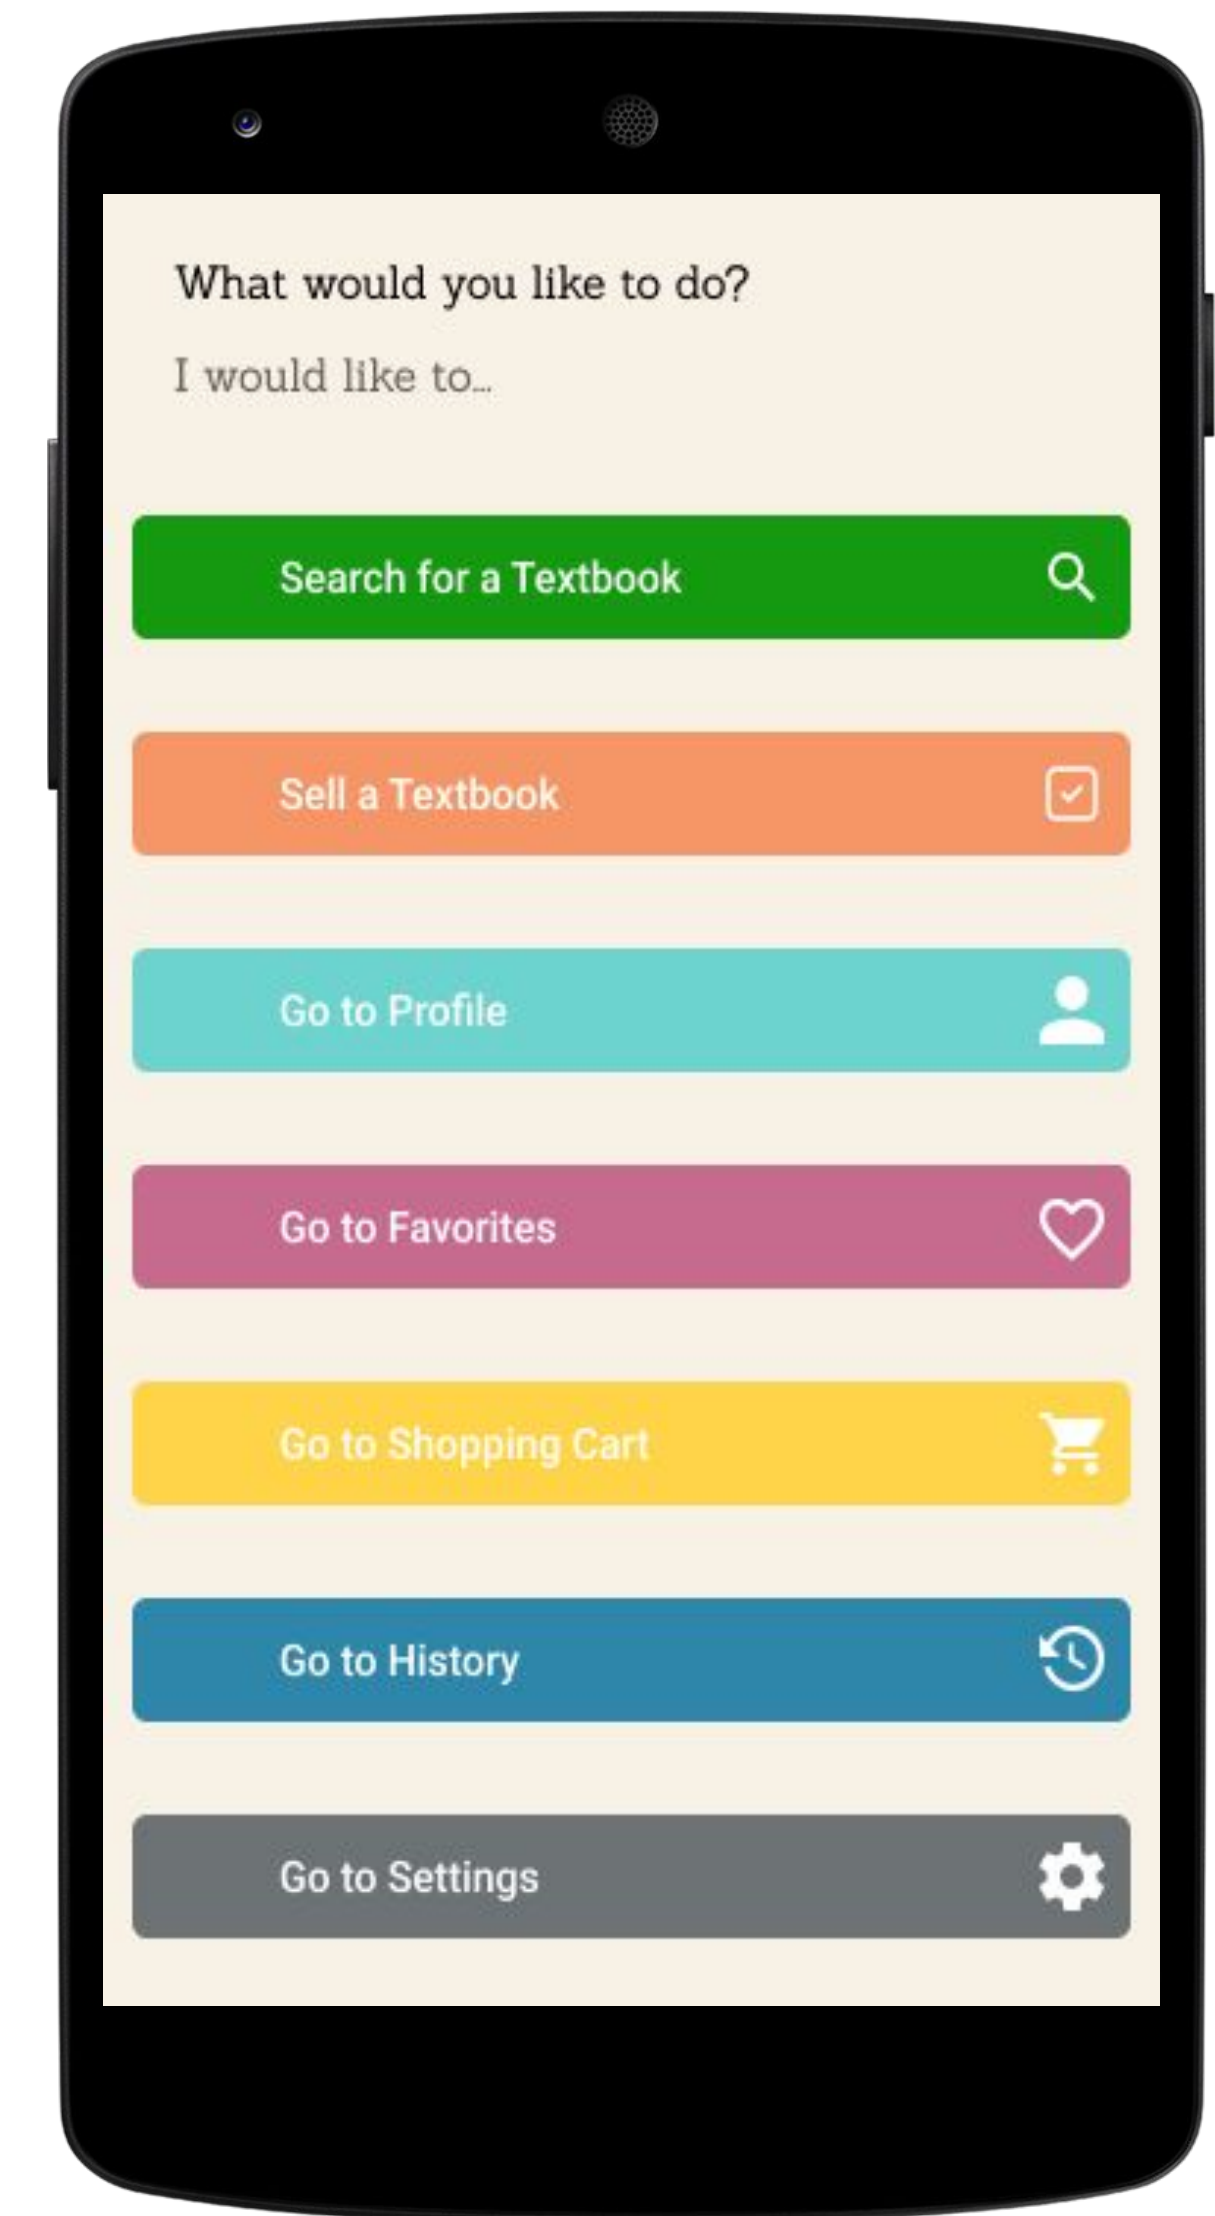 What would you like to do?
I would like to...
Search for a Textbook
Sell a Textbook
Go to Profile
Go to Favorites
Go to Shopping Cart
Go to History
Go to Settings